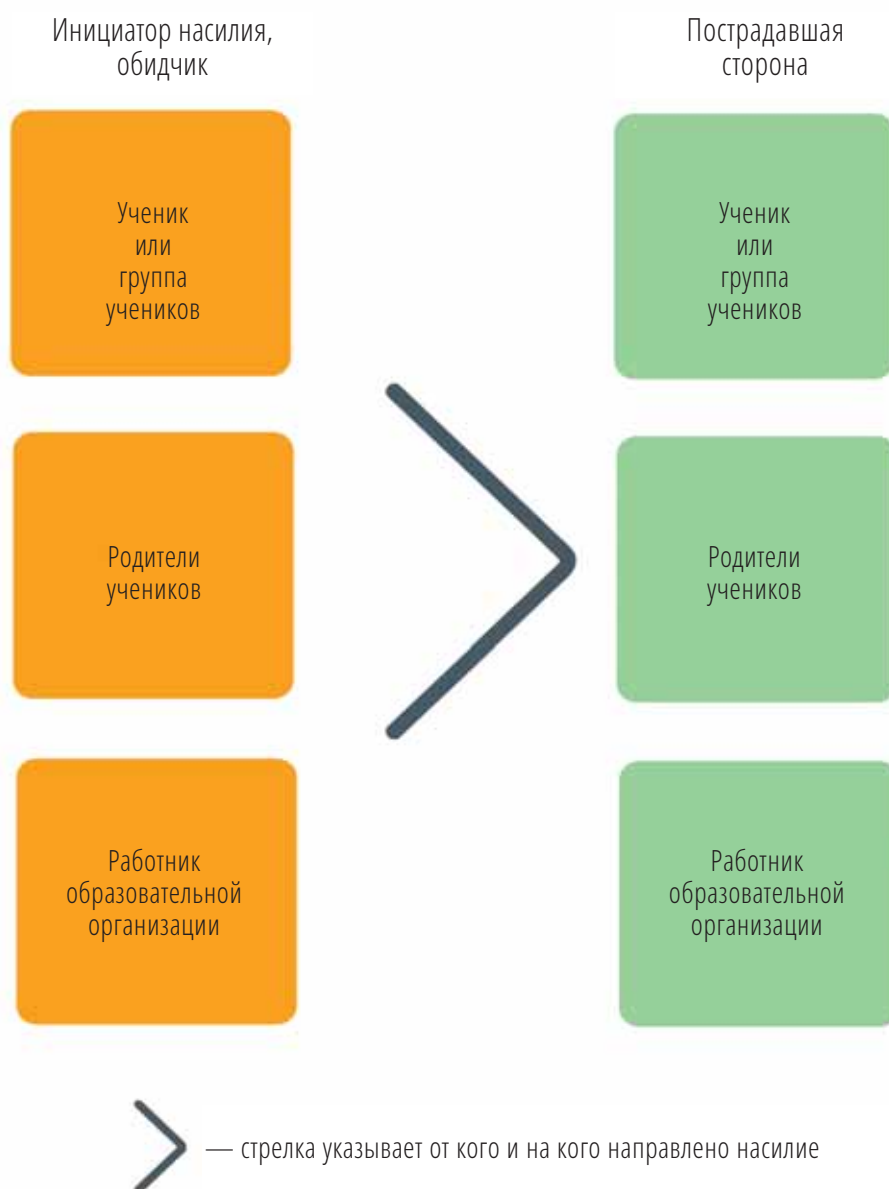 Инициатор насилия,
обидчик
Пострадавшая
сторона
Ученик
или
группа
учеников
Ученик
или
группа
учеников
Родители
учеников
Родители
учеников
Работник
образовательной
организации
Работник
образовательной
организации
— стрелка указывает от кого и на кого направлено насилие